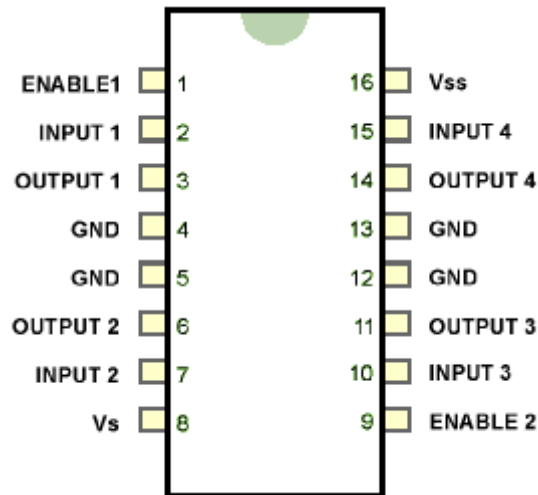 ENABLE1 1 16 Vss
INPUT 1 2 15 INPUT 4
OUTPUT 1 3 14 OUTPUT 4
GND 4 13 GND
GND 5 12 GND
OUTPUT 2 6 11 OUTPUT 3
INPUT 2 7 10 INPUT 3
Vs 8 9 ENABLE 2